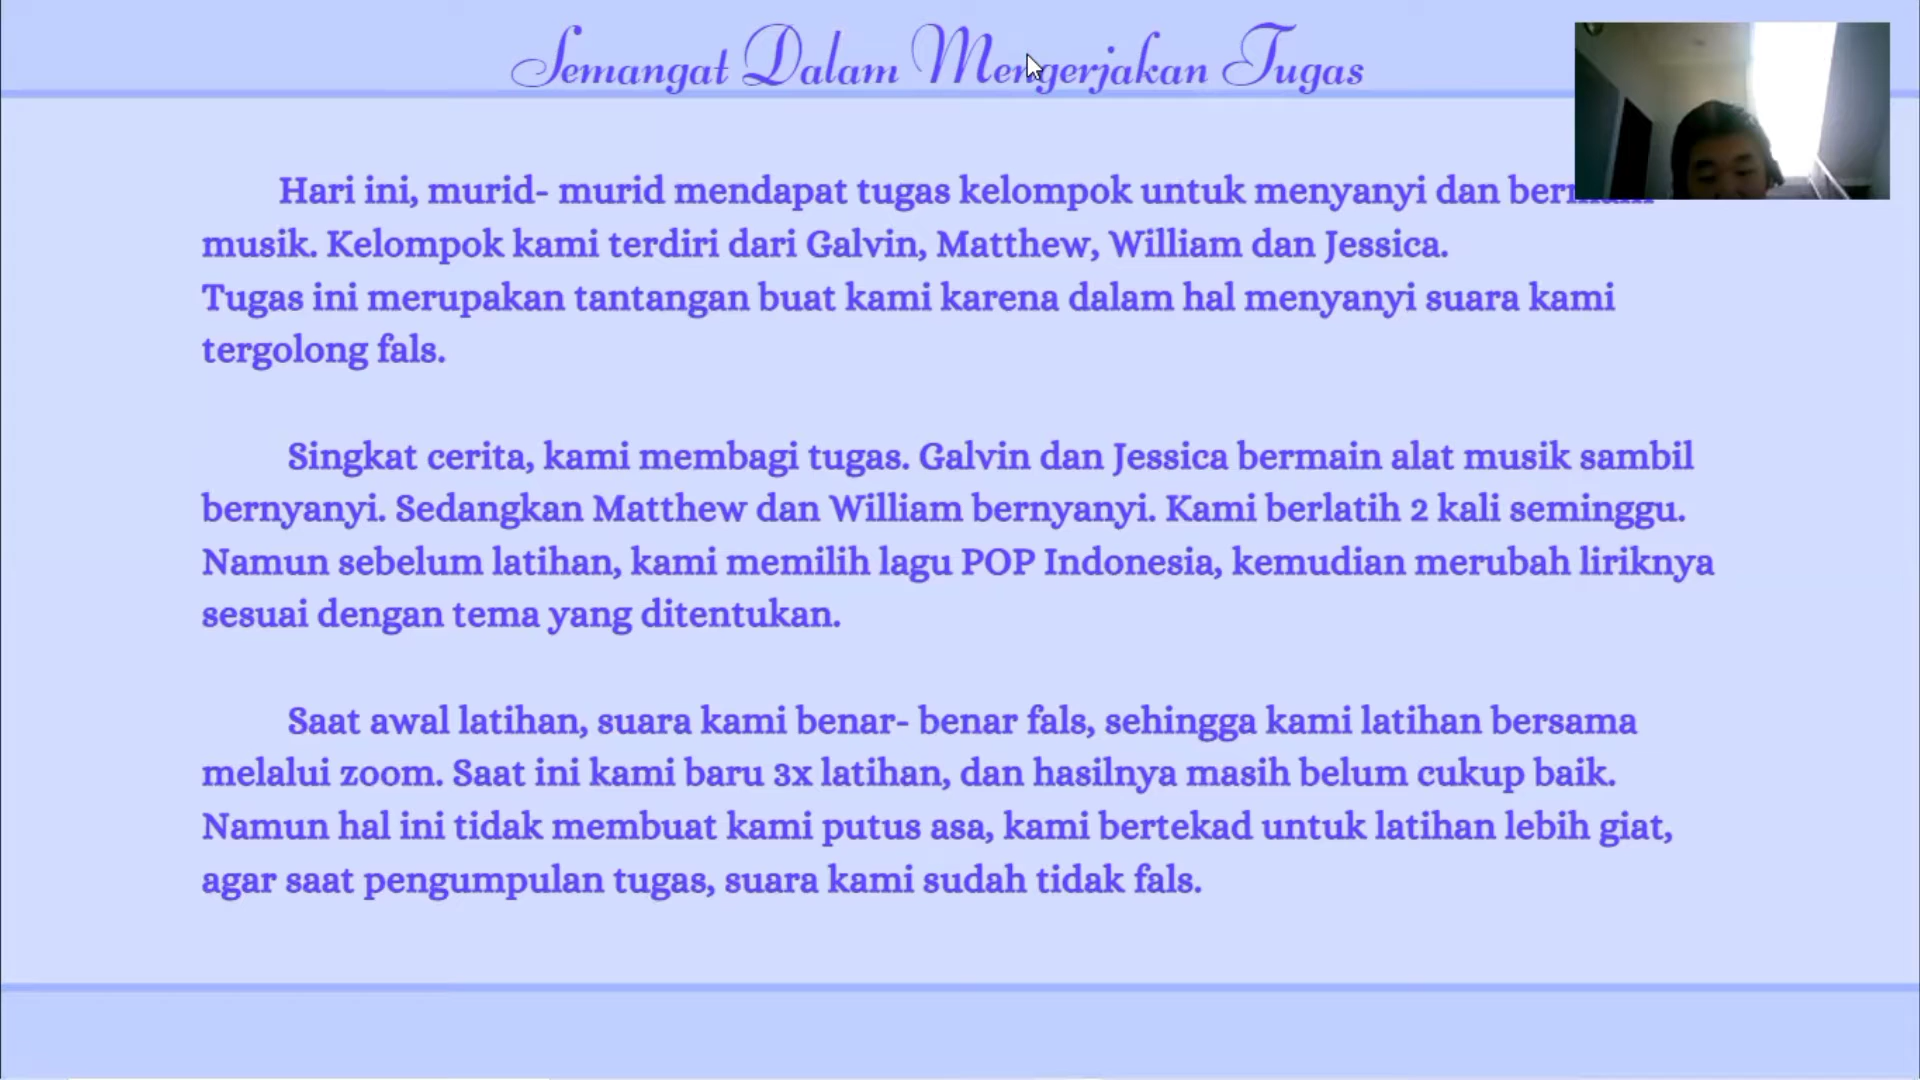 Semangat Dalam Mengerjakan Tugas
Hari ini, murid- murid mendapat tugas kelompok untuk menyanyi dan bermain
musik. Kelompok kami terdiri dari Galvin, Matthew, William dan Jessica.
Tugas ini merupakan tantangan buat kami karena dalam hal menyanyi suara kami
tergolong fals.
Singkat cerita, kami membagi tugas. Galvin dan Jessica bermain alat musik sambil
bernyanyi. Sedangkan Matthew dan William bernyanyi. Kami berlatih 2 kali seminggu.
Namun sebelum latihan, kami memilih lagu POP Indonesia, kemudian merubah liriknya
sesuai dengan tema yang ditentukan.
Saat awal latihan, suara kami benar- benar fals, sehingga kami latihan bersama
melalui zoom. Saat ini kami baru 3x latihan, dan hasilnya masih belum cukup baik.
Namun hal ini tidak membuat kami putus asa, kami bertekad untuk latihan lebih giat,
agar saat pengumpulan tugas, suara kami sudah tidak fals.